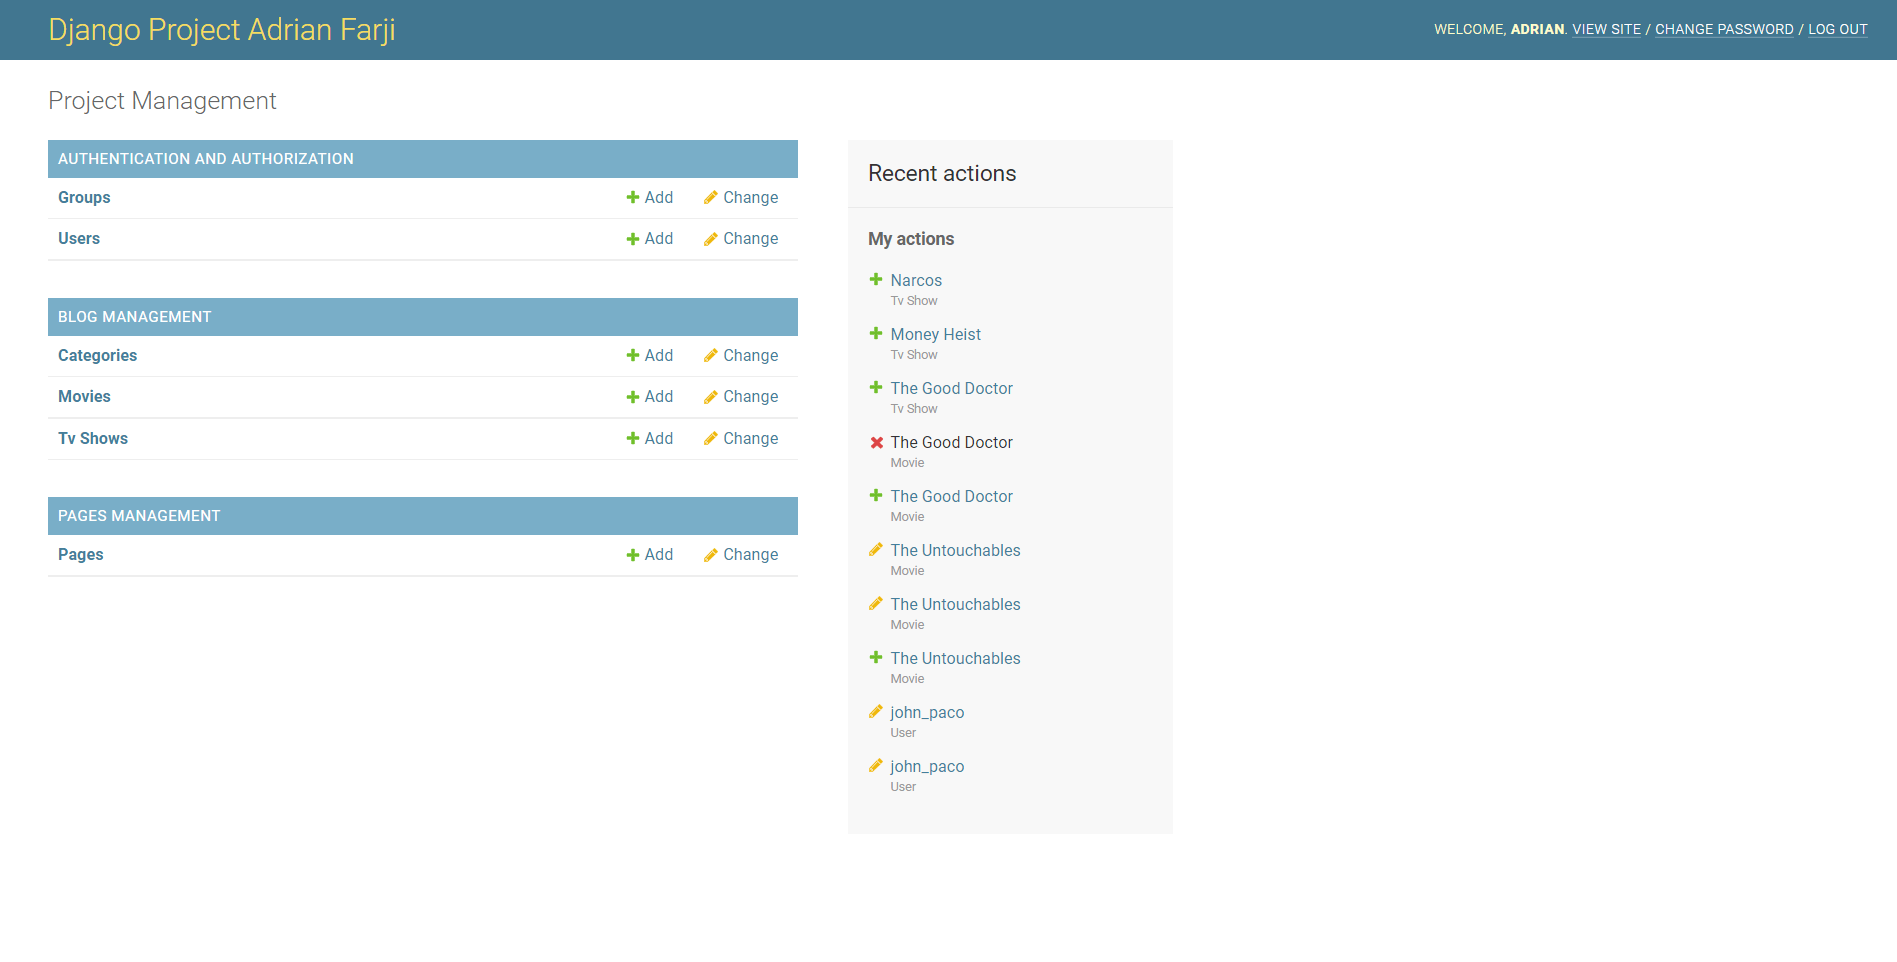 Django Project Adrian Farji
WELCOME, ADRIAN. VIEW SITE / CHANGE PASSWORD / LOG OUT
Project Management
AUTHENTICATION AND AUTHORIZATION
Groups Add Change
Users Add Change
BLOG MANAGEMENT
Categories Add Change
Movies Add Change
Tv Shows Add Change
PAGES MANAGEMENT
Pages Add Change
Recent actions
My actions
Narcos
Tv Show
Money Heist
Tv Show
The Good Doctor
Tv Show
The Good Doctor
Movie
The Good Doctor
Movie
The Untouchables
Movie
The Untouchables
Movie
The Untouchables
Movie
john_paco
User
john_paco
User